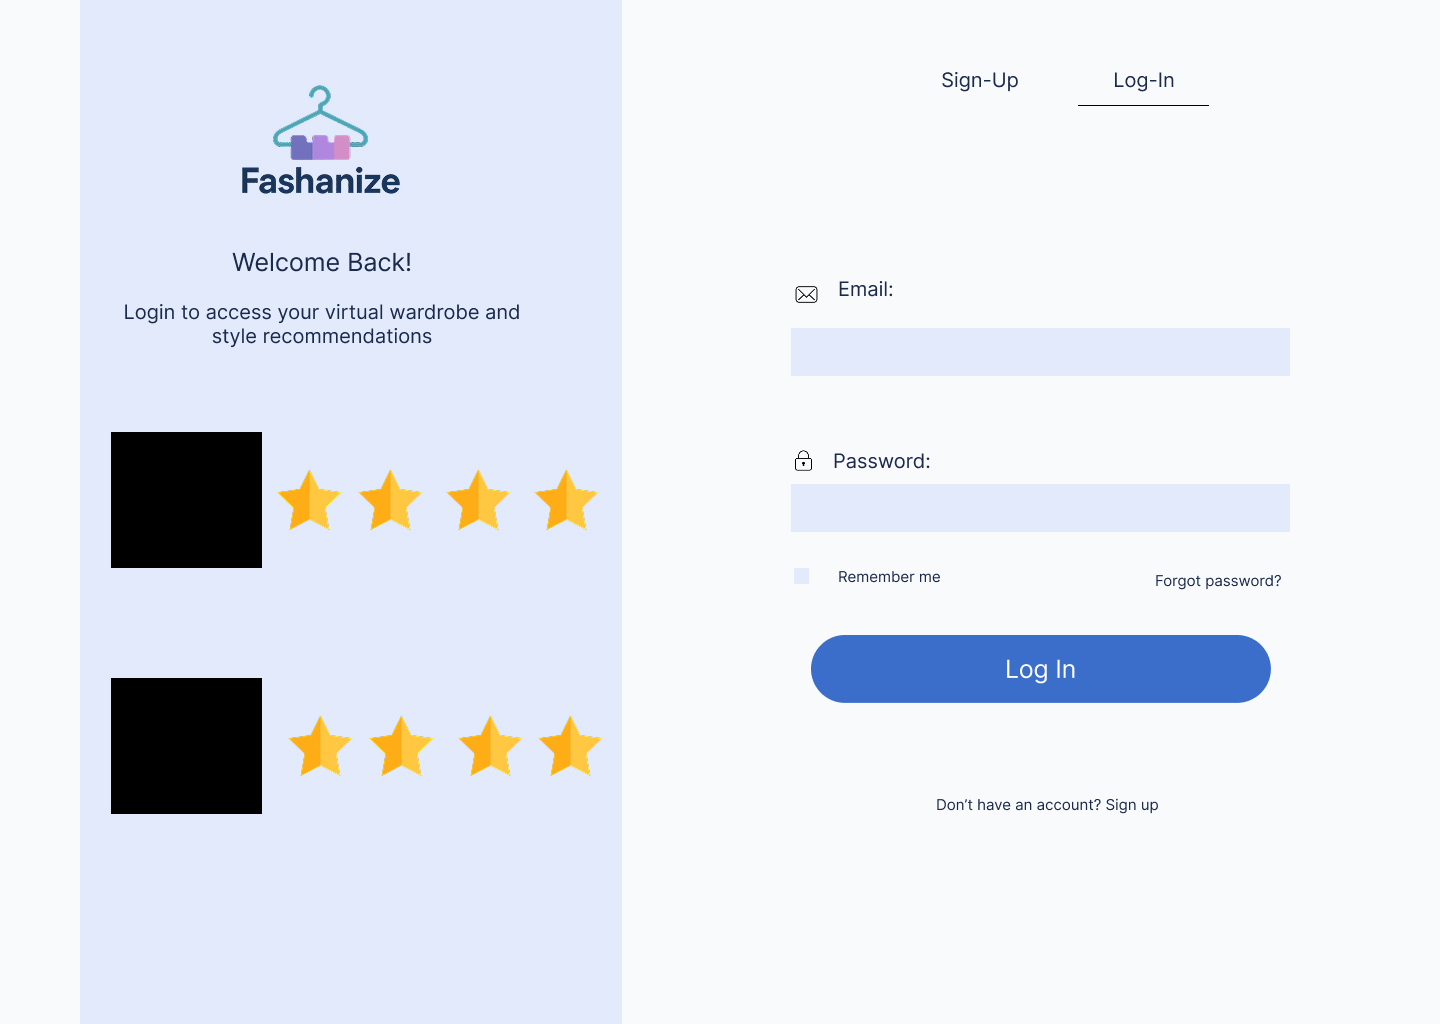 Fashanize
Welcome Back!
Login to access your virtual wardrobe and
style recommendations
Sign-Up
Log-In
Email:
Password:
Remember me
Forgot password?
Log In
Don’t have an account? Sign up